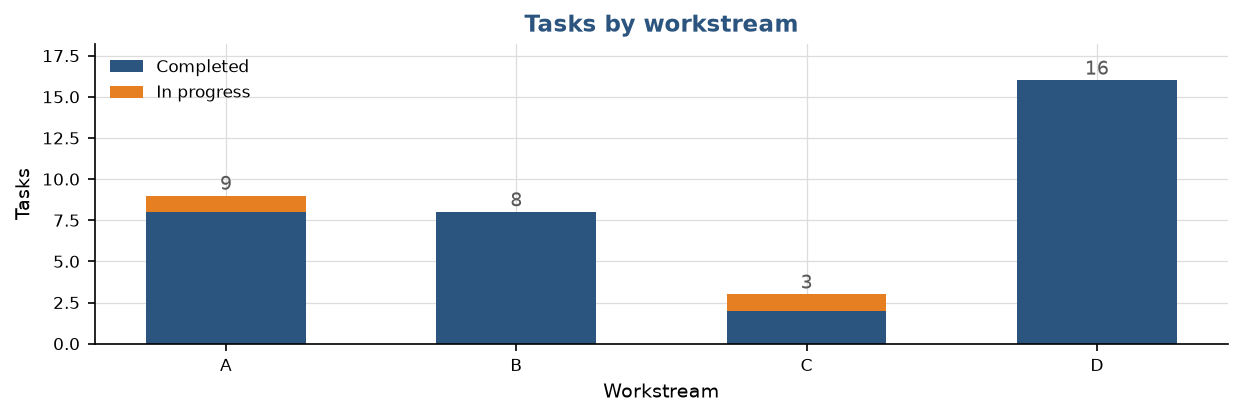 Tasks by workstream
17.5
15.0
12.5
10.0
7.5
5.0
2.5
0.0
Tasks
Completed
In progress
9
8
3
16
A
B
C
D
Workstream